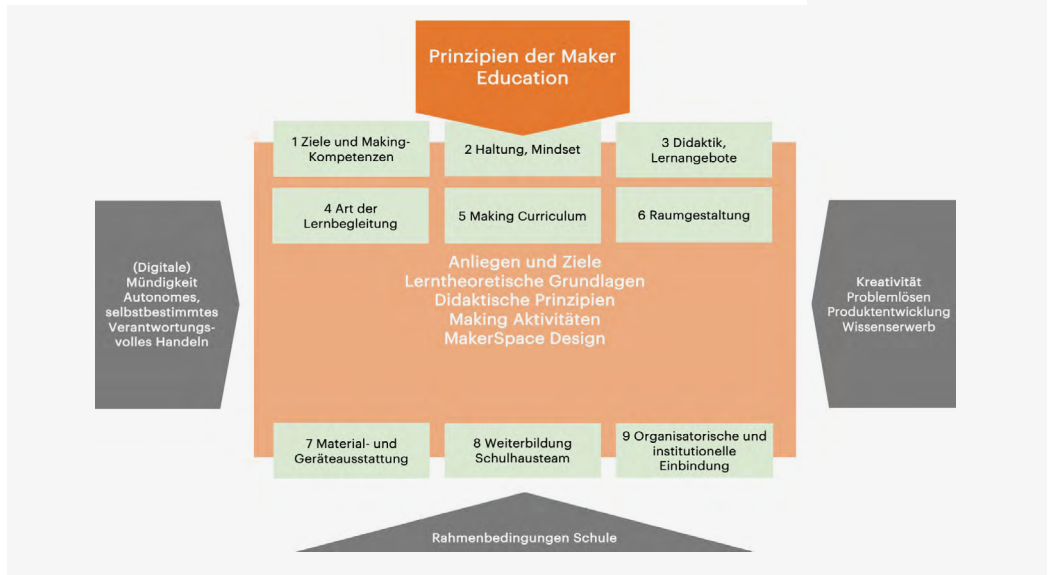 Prinzipien der Maker
Education
1 Ziele und Making-
Kompetenzen
2 Haltung, Mindset
3 Didaktik,
Lernangebote
4 Art der
Lernbegleitung
5 Making Curriculum
6 Raumgestaltung
(Digitale)
Mündigkeit
Autonomes,
selbstbestimmtes
Verantwortungs-
volles Handeln
Anliegen und Ziele
Lerntheoretische Grundlagen
Didaktische Prinzipien
Making Aktivitäten
MakerSpace Design
Kreativität
Problemlösen
Produktentwicklung
Wissenserwerb
7 Material- und
Geräteausstattung
8 Weiterbildung
Schulhausteam
9 Organisatorische und
institutionelle
Einbindung
Rahmenbedingungen Schule